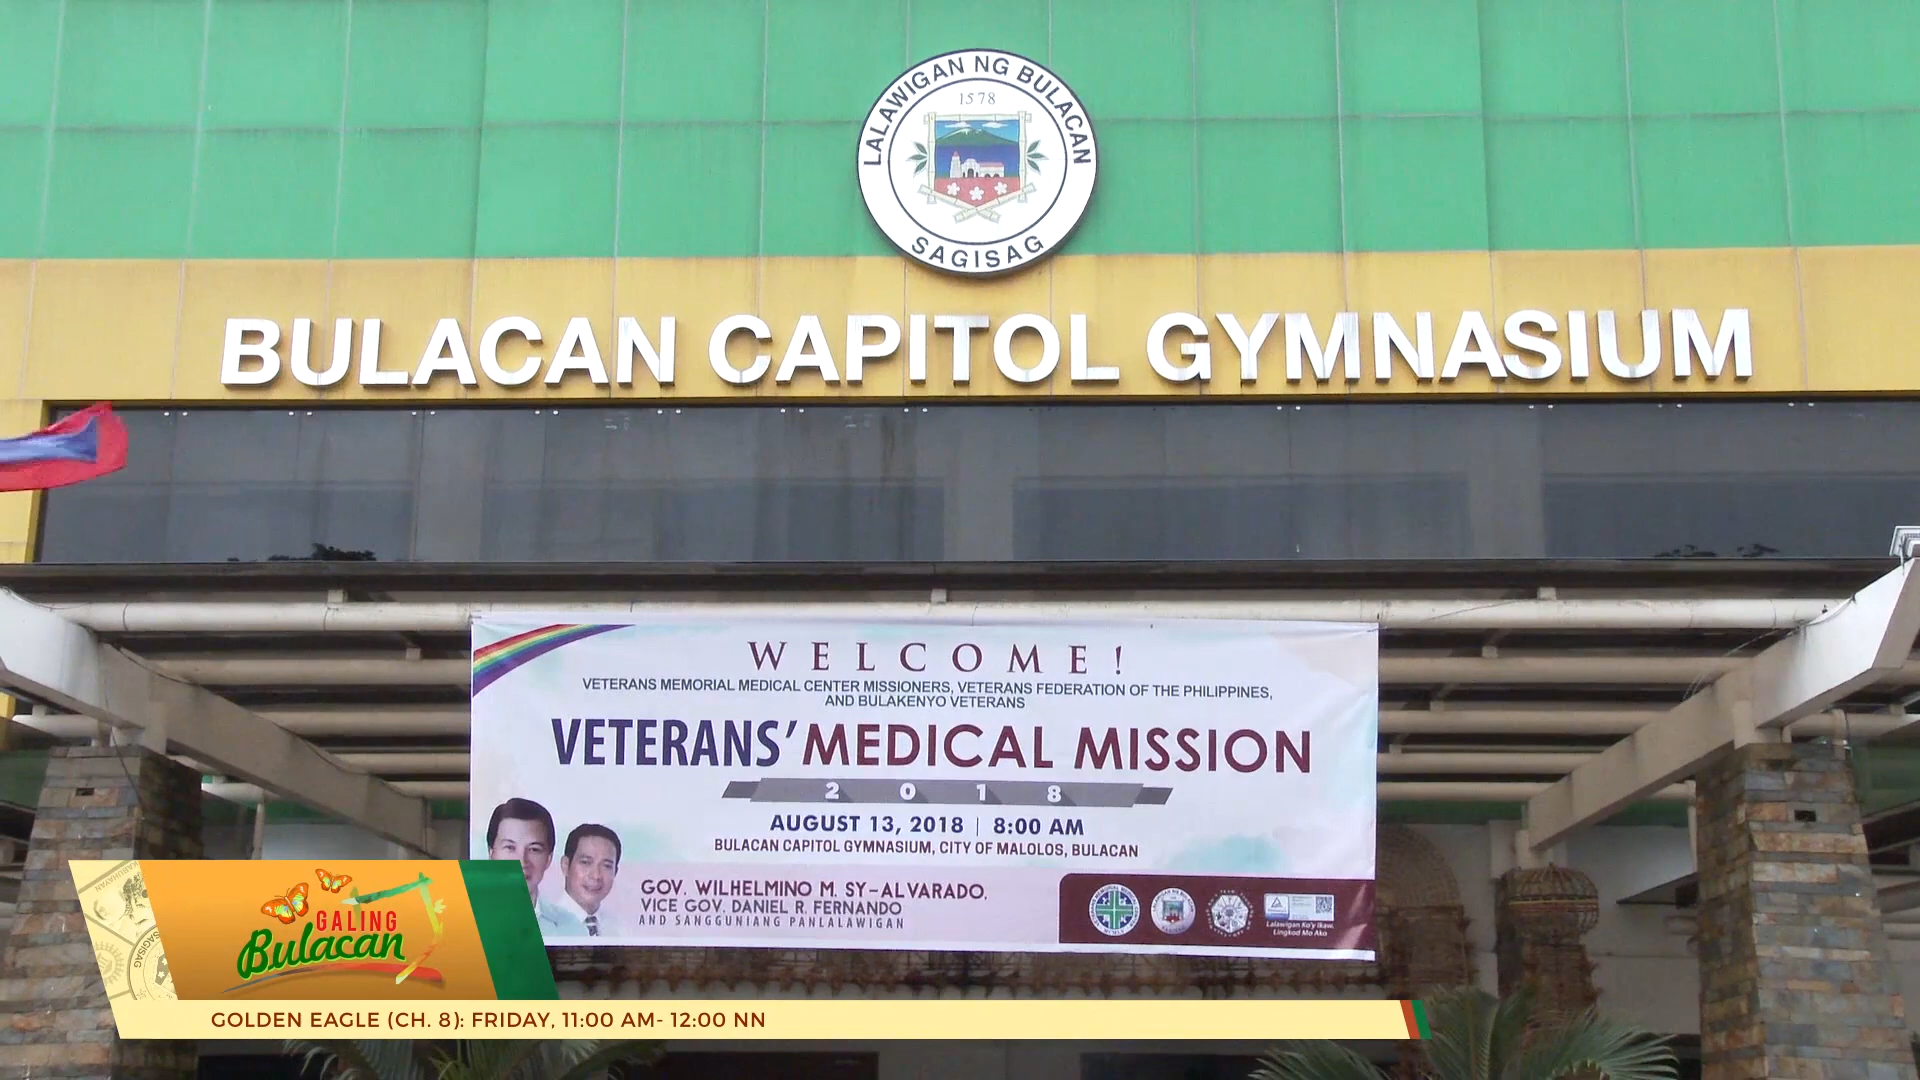 LALAWIGAN NG BULACAN
1578
SAGISAG
BULACAN CAPITOL GYMNASIUM
WELCOME!
VETERANS MEMORIAL MEDICAL CENTER MISSIONERS, VETERANS FEDERATION OF THE PHILIPPINES,
AND BULAKENYO VETERANS
VETERANS' MEDICAL MISSION
2018
AUGUST 13, 2018 | 8:00 AM
BULACAN CAPITOL GYMNASIUM, CITY OF MALOLOS, BULACAN
GOV. WILHELMINO M. SY-ALVARADO,
VICE GOV. DANIEL R. FERNANDO
AND SANGGUNIANG PANLALAWIGAN
Lalawigan Ko'y Ikaw,
Lingkod Mo Ako
KABUHAYAN
SAGISAG
GALING
Bulacan
GOLDEN EAGLE (CH. 8): FRIDAY, 11:00 AM- 12:00 NN